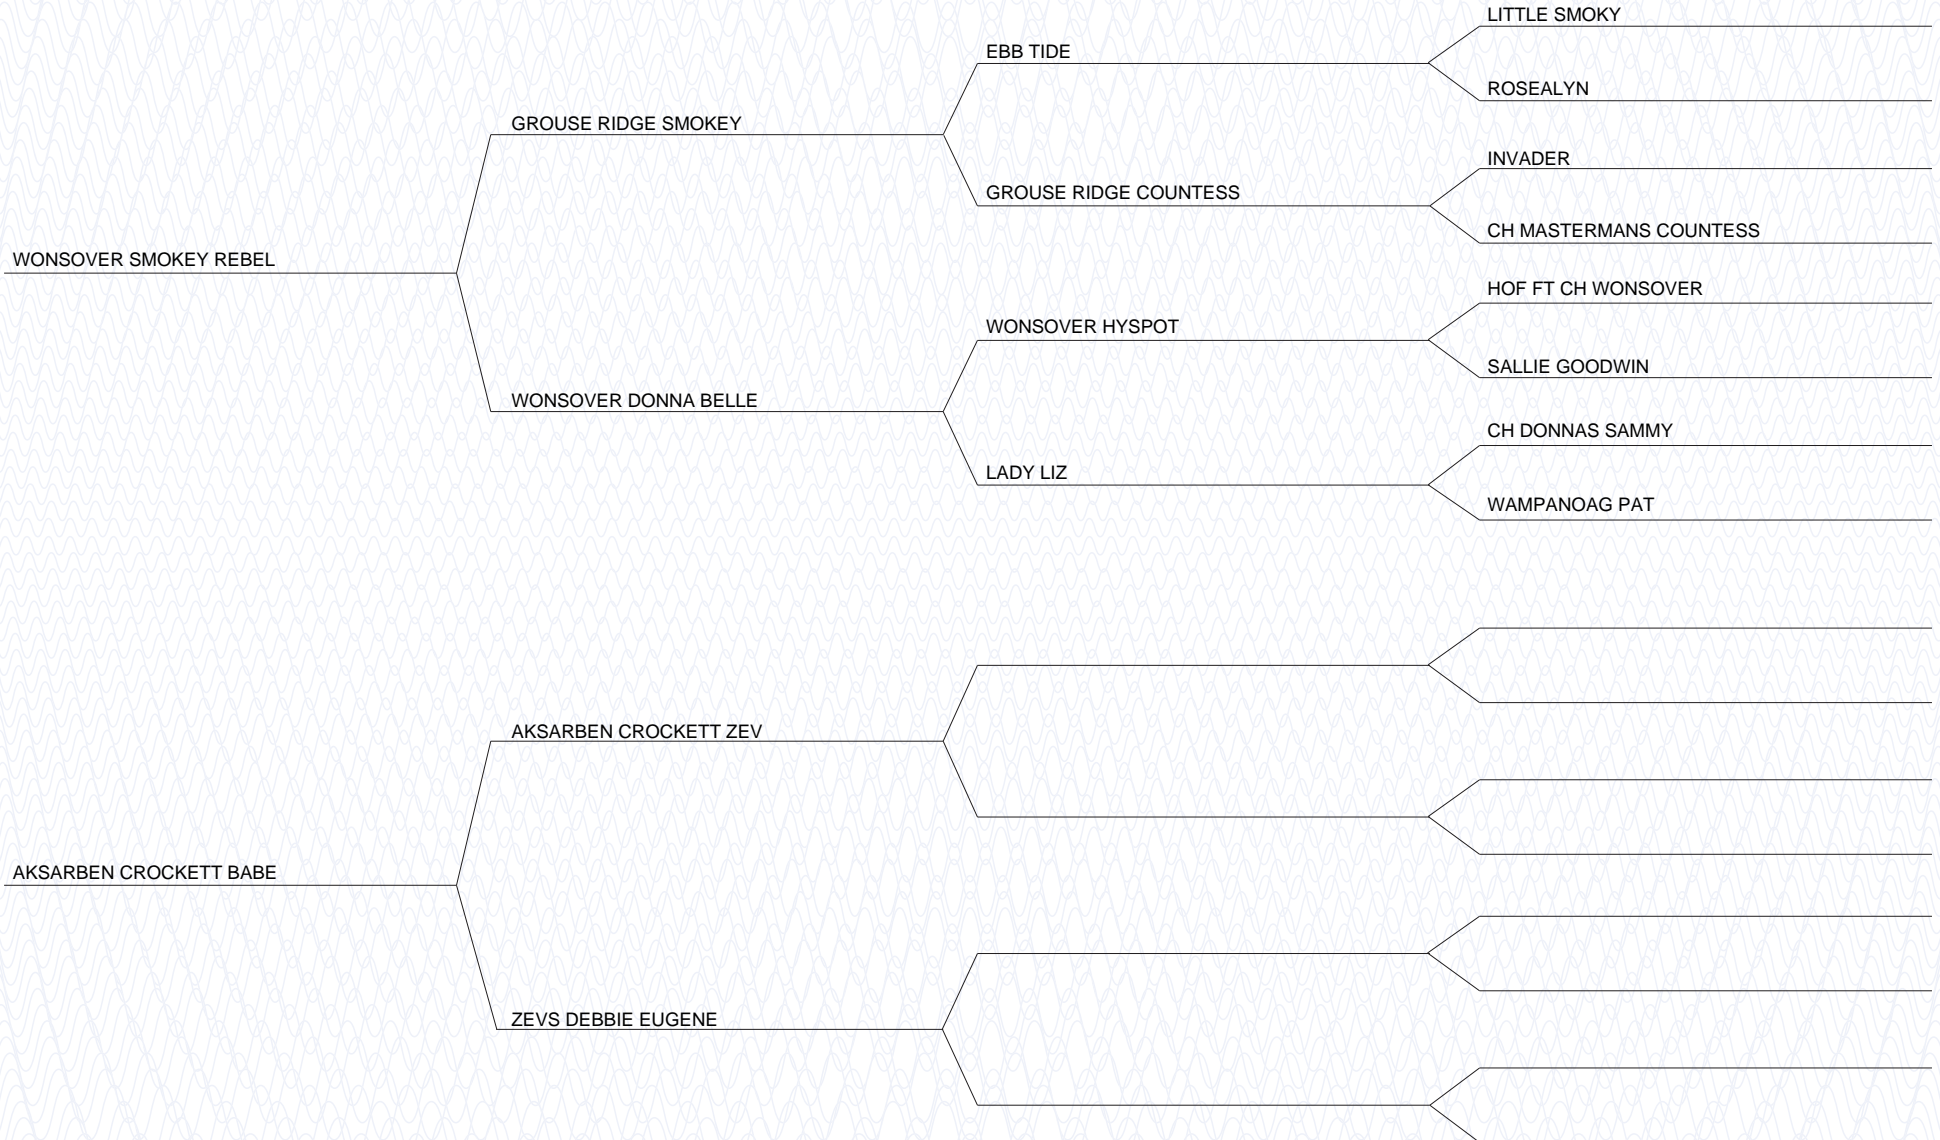 LITTLE SMOKY
EBB TIDE
ROSEALYN
GROUSE RIDGE SMOKEY
INVADER
GROUSE RIDGE COUNTESS
CH MASTERMANS COUNTESS
WONSOVER SMOKEY REBEL
HOF FT CH WONSOVER
WONSOVER HYSPOT
SALLIE GOODWIN
WONSOVER DONNA BELLE
CH DONNAS SAMMY
LADY LIZ
WAMPANOAG PAT
AKSARBEN CROCKETT ZEV
AKSARBEN CROCKETT BABE
ZEVS DEBBIE EUGENE